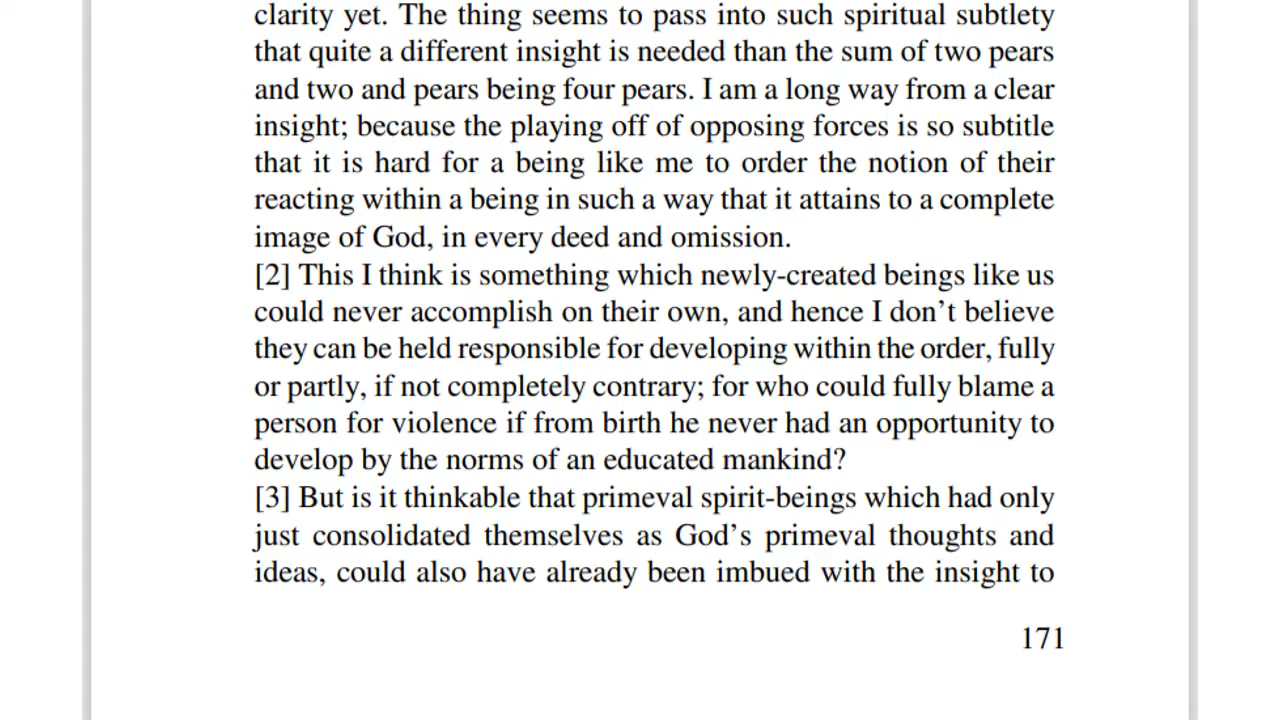 clarity yet. The thing seems to pass into such spiritual subtlety
that quite a different insight is needed than the sum of two pears
and two and pears being four pears. I am a long way from a clear
insight; because the playing off of opposing forces is so subtitle
that it is hard for a being like me to order the notion of their
reacting within a being in such a way that it attains to a complete
image of God, in every deed and omission.
[2] This I think is something which newly-created beings like us
could never accomplish on their own, and hence I don’t believe
they can be held responsible for developing within the order, fully
or partly, if not completely contrary; for who could fully blame a
person for violence if from birth he never had an opportunity to
develop by the norms of an educated mankind?
[3] But is it thinkable that primeval spirit-beings which had only
just consolidated themselves as God’s primeval thoughts and
ideas, could also have already been imbued with the insight to
171